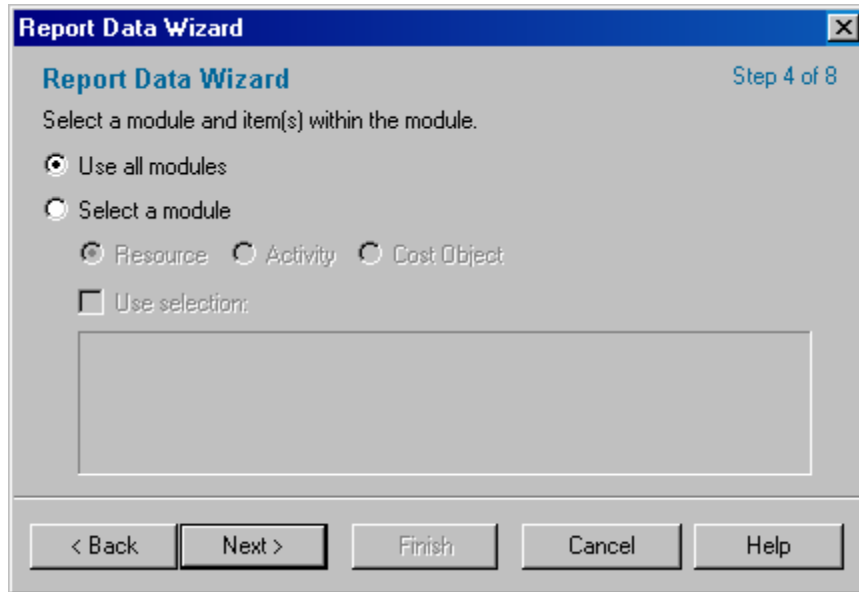 Report Data Wizard
Report Data Wizard Step 4 of 8
Select a module and item(s) within the module.
Use all modules
Select a module
Resource Activity Cost Object
Use selection:
< Back Next > Finish Cancel Help